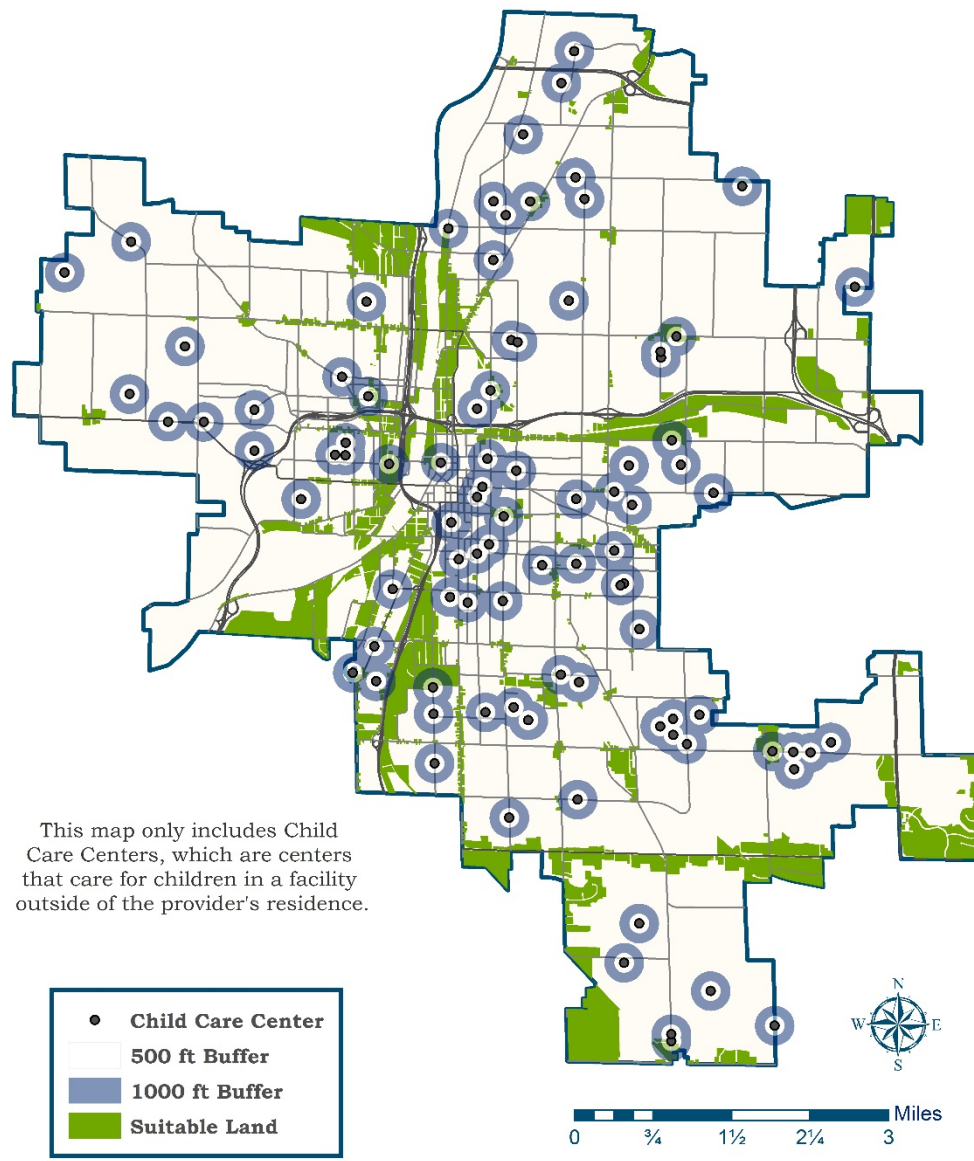 This map only includes Child
Care Centers, which are centers
that care for children in a facility
outside of the provider's residence.
Child Care Center
500 ft Buffer
1000 ft Buffer
Suitable Land
N
W E
S
Miles
0 ¾ 1½ 2¼ 3